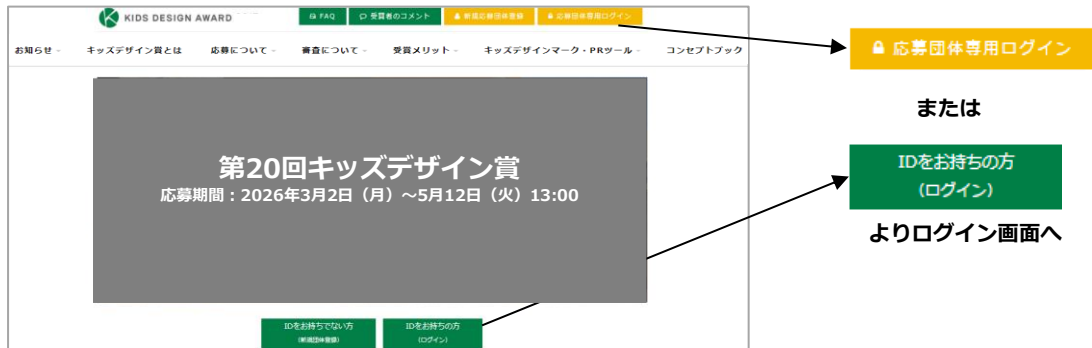 KIDS DESIGN AWARD
FAQ
受賞者のコメント
新規応募団体登録
応募団体専用ログイン
お知らせ
キッズデザイン賞とは
応募について
審査について
受賞メリット
キッズデザインマーク・PRツール
コンセプトブック
第20回キッズデザイン賞
応募期間：2026年3月2日（月）～5月12日（火）13:00
IDをお持ちでない方
（新規団体登録）
IDをお持ちの方
（ログイン）
応募団体専用ログイン
または
IDをお持ちの方
（ログイン）
よりログイン画面へ